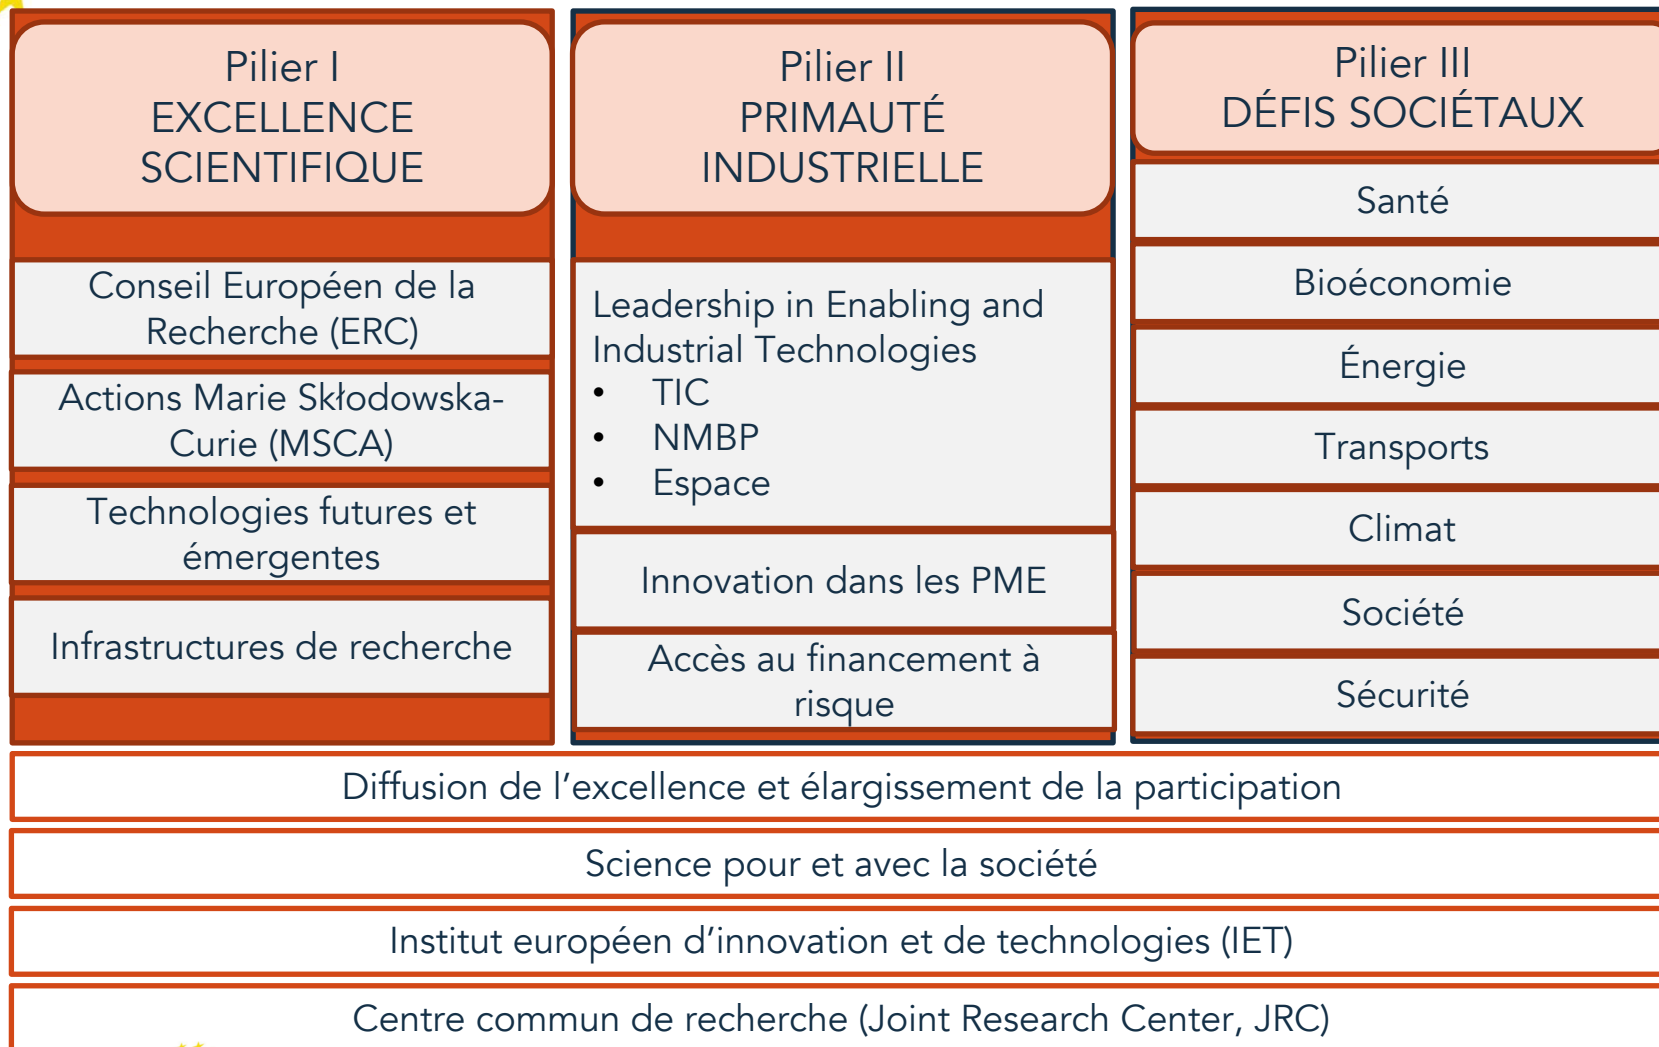 Pilier I
EXCELLENCE
SCIENTIFIQUE
Conseil Européen de la
Recherche (ERC)
Actions Marie Skłodowska-
Curie (MSCA)
Technologies futures et
émergentes
Infrastructures de recherche
Pilier II
PRIMAUTÉ
INDUSTRIELLE
Leadership in Enabling and
Industrial Technologies
• TIC
• NMBP
• Espace
Innovation dans les PME
Accès au financement à
risque
Pilier III
DÉFIS SOCIÉTAUX
Santé
Bioéconomie
Énergie
Transports
Climat
Société
Sécurité
Diffusion de l’excellence et élargissement de la participation
Science pour et avec la société
Institut européen d’innovation et de technologies (IET)
Centre commun de recherche (Joint Research Center, JRC)